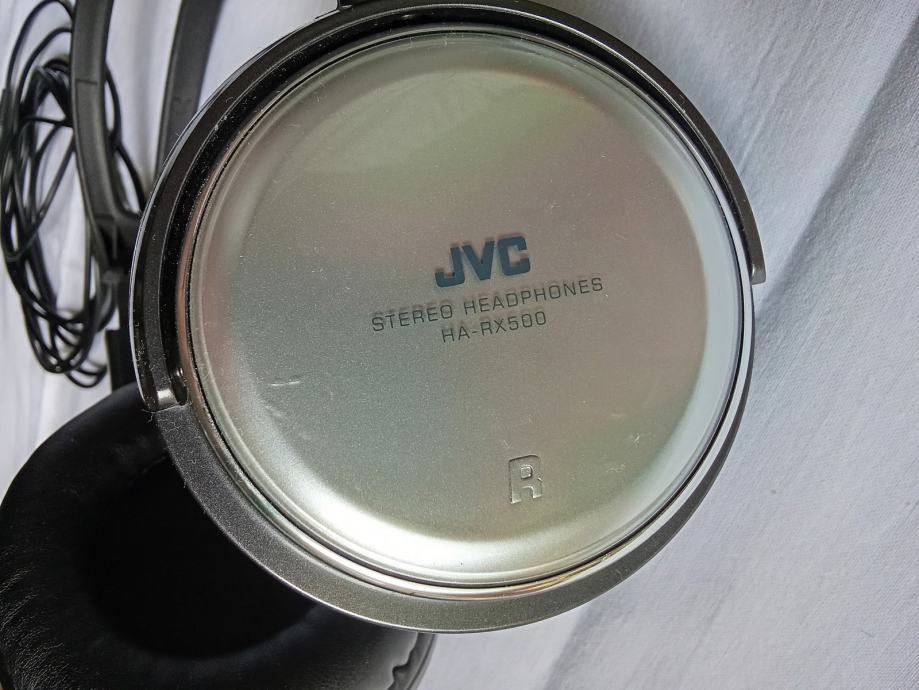 JVC
STEREO HEADPHONES
HA-RX500
R